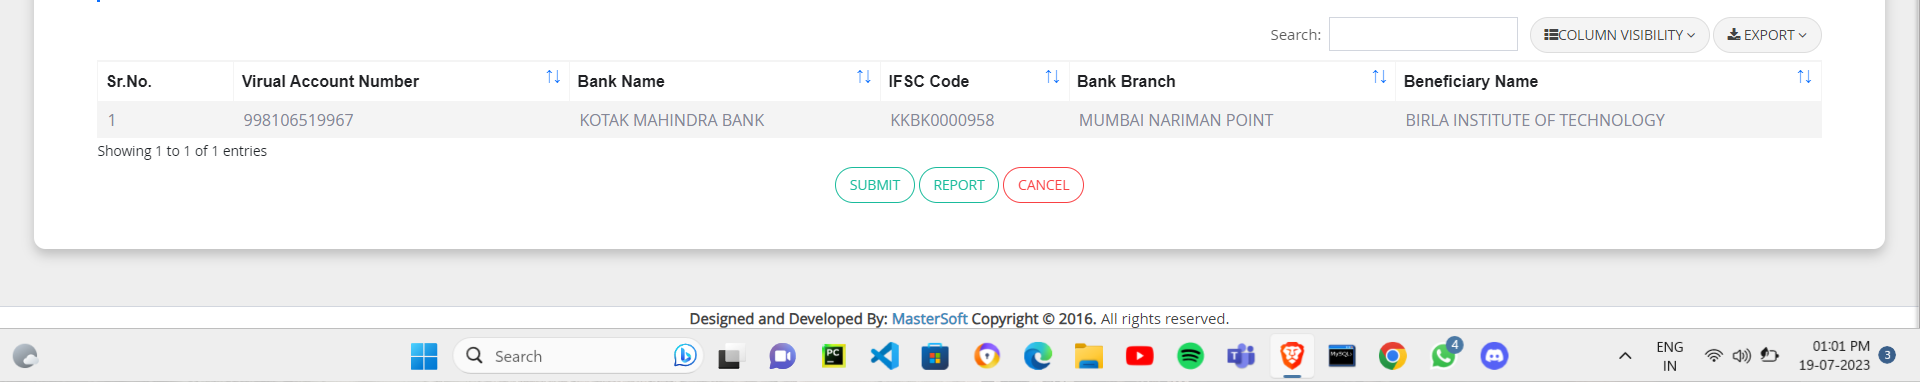 Search: COLUMN VISIBILITY EXPORT
Sr.No. Virual Account Number Bank Name IFSC Code Bank Branch Beneficiary Name
1 998106519967 KOTAK MAHINDRA BANK KKBK0000958 MUMBAI NARIMAN POINT BIRLA INSTITUTE OF TECHNOLOGY
Showing 1 to 1 of 1 entries
SUBMIT REPORT CANCEL
Designed and Developed By: MasterSoft Copyright © 2016. All rights reserved.
Search PC MySQL 4 ENG 01:01 PM 3
IN 19-07-2023